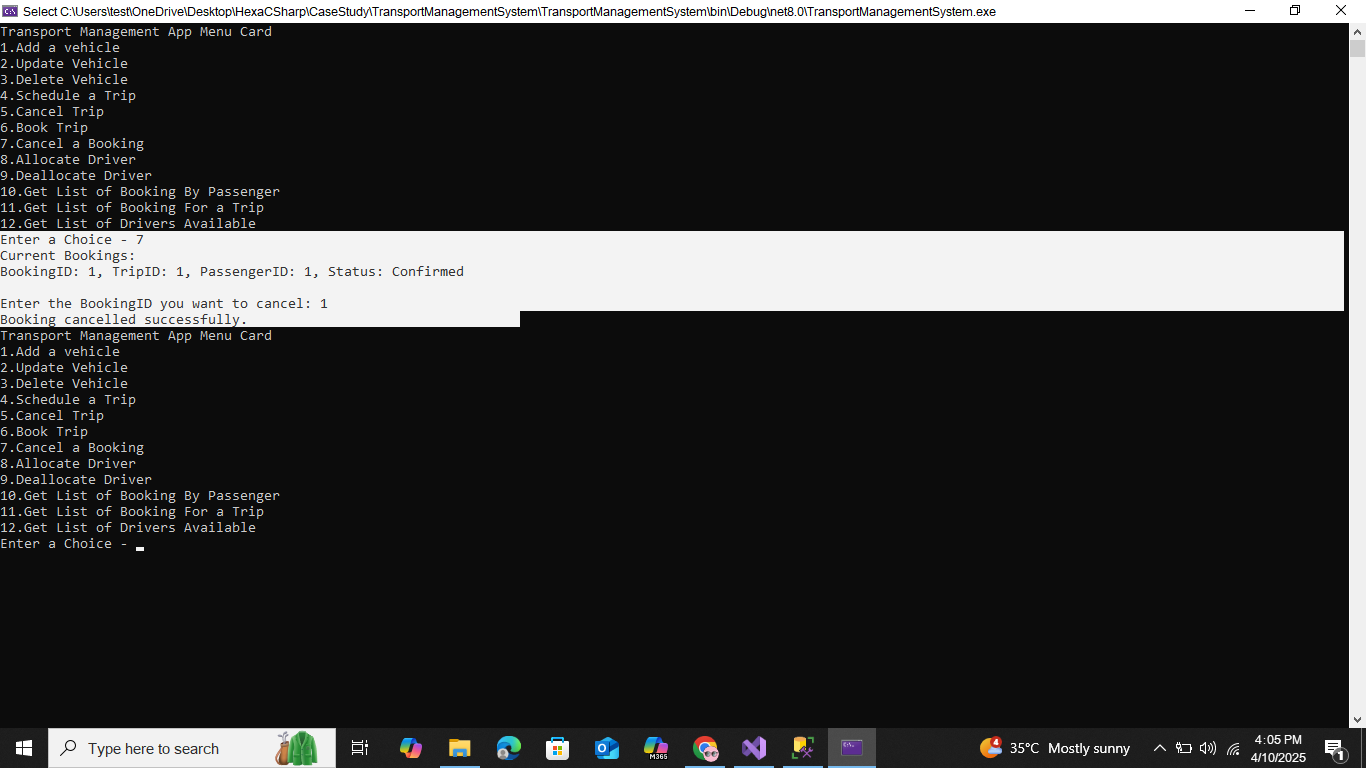 Select C:\Users\test\OneDrive\Desktop\HexaCSharp\CaseStudy\TransportManagementSystem\TransportManagementSystem\bin\Debug\net8.0\TransportManagementSystem.exe
Transport Management App Menu Card
1.Add a vehicle
2.Update Vehicle
3.Delete Vehicle
4.Schedule a Trip
5.Cancel Trip
6.Book Trip
7.Cancel a Booking
8.Allocate Driver
9.Deallocate Driver
10.Get List of Booking By Passenger
11.Get List of Booking For a Trip
12.Get List of Drivers Available
Enter a Choice - 7
Current Bookings:
BookingID: 1, TripID: 1, PassengerID: 1, Status: Confirmed
Enter the BookingID you want to cancel: 1
Booking cancelled successfully.
Transport Management App Menu Card
1.Add a vehicle
2.Update Vehicle
3.Delete Vehicle
4.Schedule a Trip
5.Cancel Trip
6.Book Trip
7.Cancel a Booking
8.Allocate Driver
9.Deallocate Driver
10.Get List of Booking By Passenger
11.Get List of Booking For a Trip
12.Get List of Drivers Available
Enter a Choice -
Type here to search
M365
4
35°C Mostly sunny
4:05 PM
4/10/2025
1